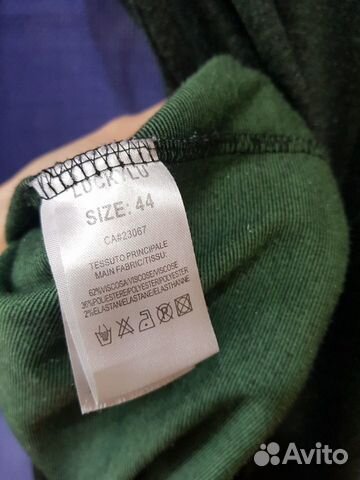 LUCKYLU
SIZE: 44
CA#23067
TESSUTO PRINCIPALE
MAIN FABRIC/TISSU:
62%VISCOSA/VISCOSE/VISCOSE
36%POLIESTERE/POLYESTER/POLYESTER
2%ELASTAN/ELASTANE/ELASTHANNE
Avito